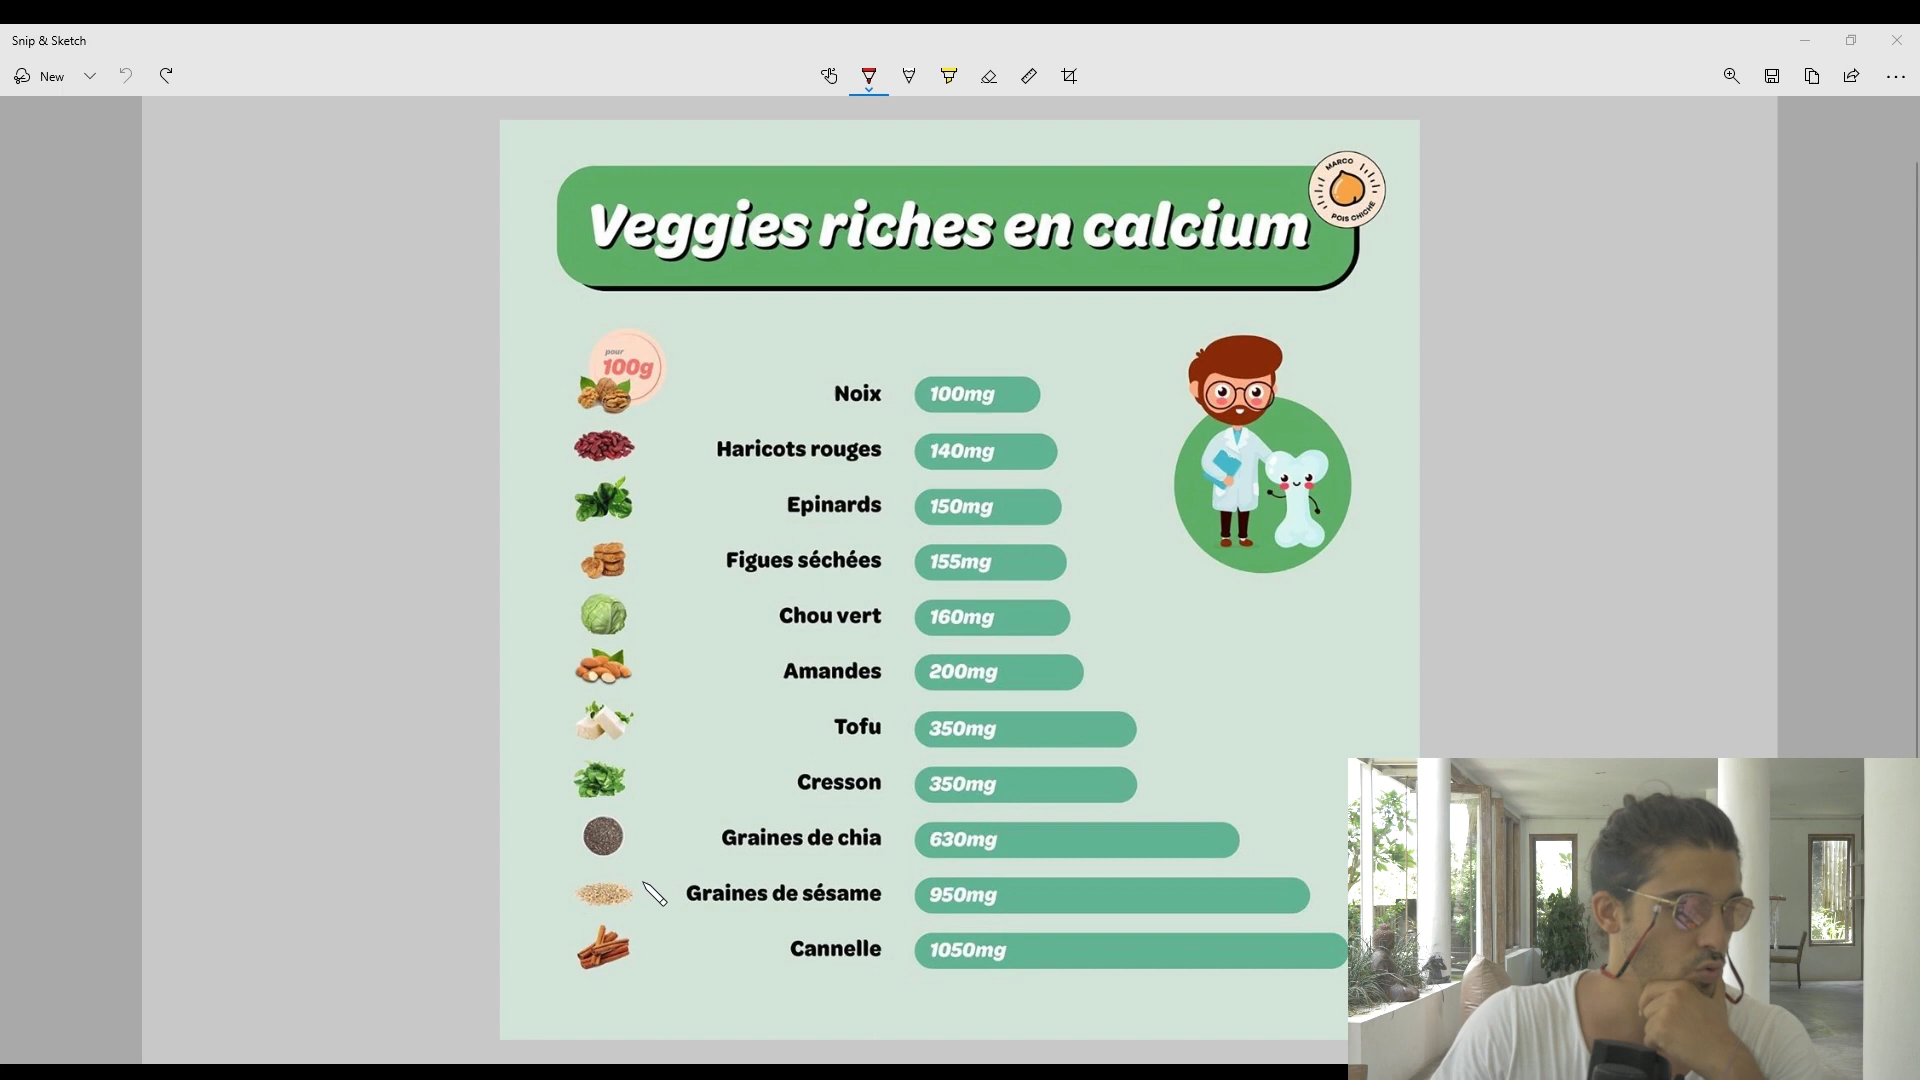 Snip & Sketch
New
Veggies riches en calcium
MARCO
POIS CHICHE
pour
100g
Noix 100mg
Haricots rouges 140mg
Epinards 150mg
Figues séchées 155mg
Chou vert 160mg
Amandes 200mg
Tofu 350mg
Cresson 350mg
Graines de chia 630mg
Graines de sésame 950mg
Cannelle 1050mg